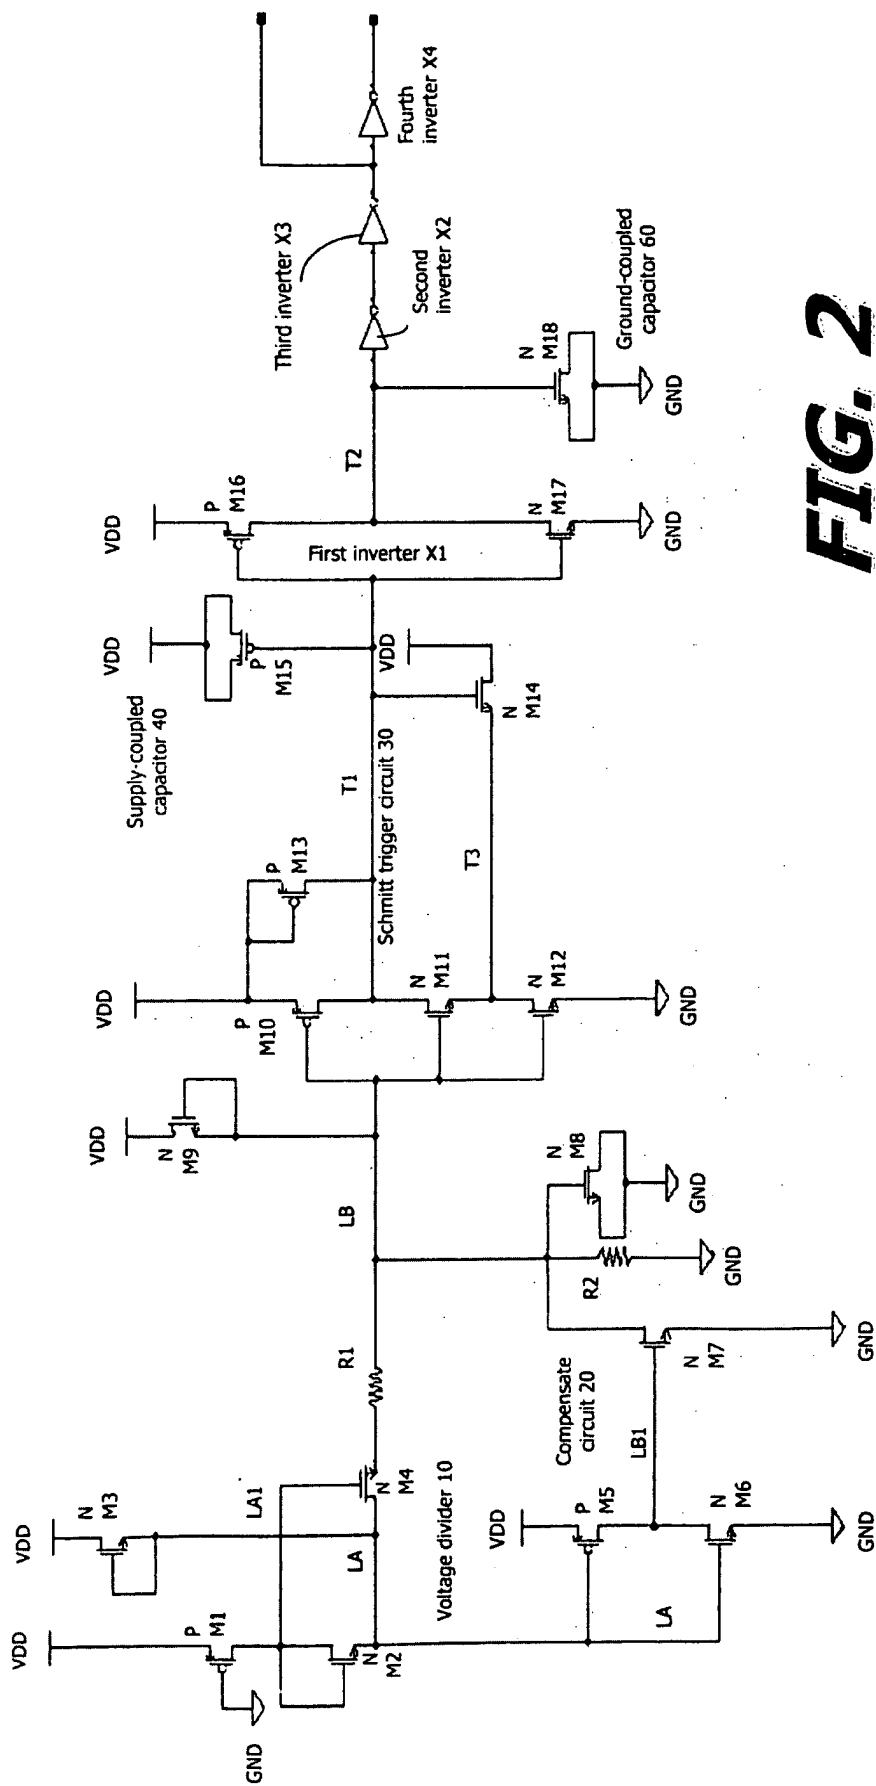 VDD
P
M1
GND
N
M2
VDD
N
M3
LA1
LA
N
M4
Voltage divider 10
R1
LB
VDD
N
M9
VDD
P
M5
N
M6
GND
LA
LB1
Compensate
circuit 20
N
M7
GND
R2
GND
N
M8
GND
VDD
P
M10
N
M11
N
M12
GND
P
M13
Schmitt trigger circuit 30
T1
T3
Supply-coupled
capacitor 40
VDD
P
M15
VDD
N
M14
VDD
P
M16
First inverter X1
N
M17
GND
T2
N
M18
GND
Ground-coupled
capacitor 60
Second
inverter X2
Third inverter X3
Fourth
inverter X4
FIG. 2